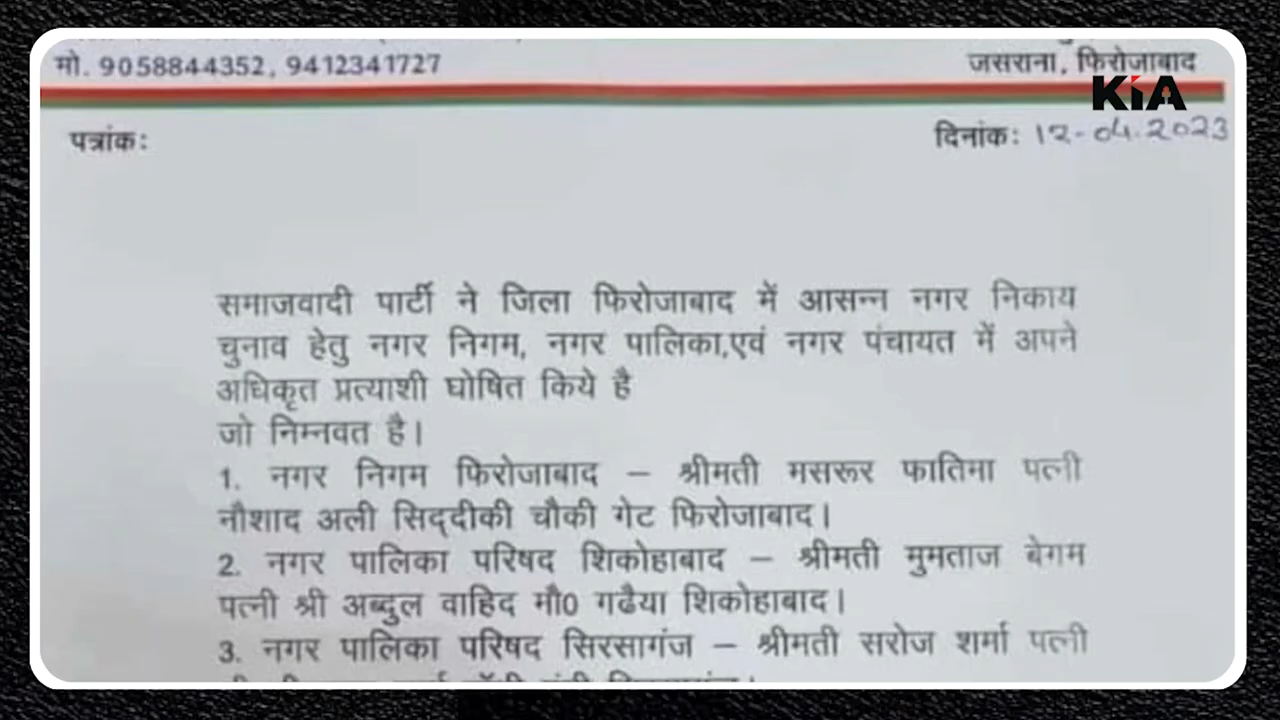 मो. 9058844352, 9412341727
जसराना, फिरोजाबाद
KiA
पत्रांकः
दिनांकः 12-04.2023
समाजवादी पार्टी ने जिला फिरोजाबाद में आसन्न नगर निकाय
चुनाव हेतु नगर निगम, नगर पालिका,एवं नगर पंचायत में अपने
अधिकृत प्रत्याशी घोषित किये है
जो निम्नवत है।
1. नगर निगम फिरोजाबाद – श्रीमती मसरूर फातिमा पत्नी
नौशाद अली सिद्दीकी चौकी गेट फिरोजाबाद।
2. नगर पालिका परिषद शिकोहाबाद – श्रीमती मुमताज बेगम
पत्नी श्री अब्दुल वाहिद मौ0 गढैया शिकोहाबाद।
3. नगर पालिका परिषद सिरसागंज – श्रीमती सरोज शर्मा पत्नी